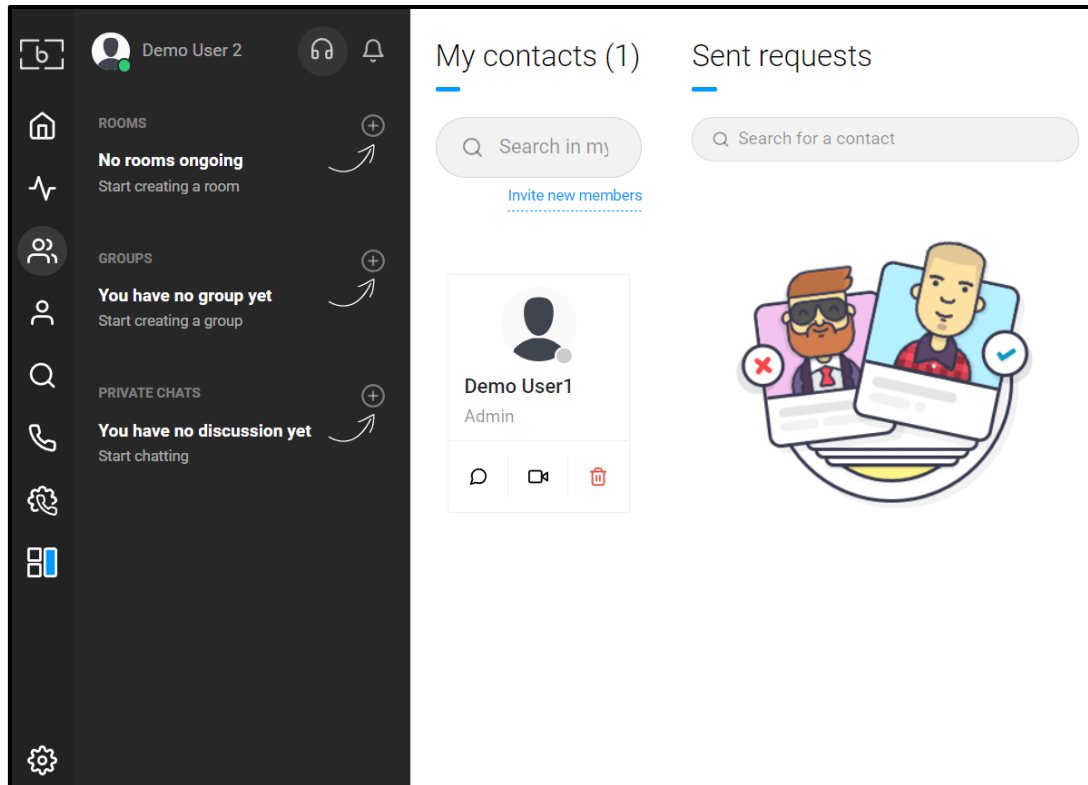 b
Demo User 2
ROOMS
No rooms ongoing
Start creating a room
GROUPS
You have no group yet
Start creating a group
PRIVATE CHATS
You have no discussion yet
Start chatting
My contacts (1)
Search in my
Invite new members
Demo User1
Admin
Sent requests
Search for a contact